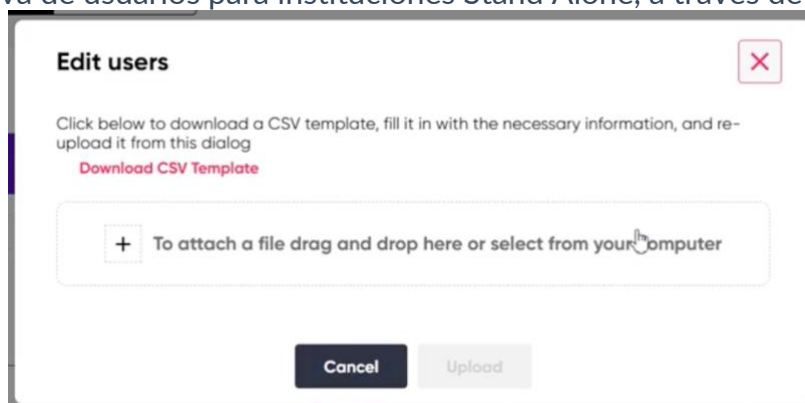 va de usuarios para Instituciones Stand Alone, a través de
Edit users
Click below to download a CSV template, fill it in with the necessary information, and re-
upload it from this dialog
Download CSV Template
+ To attach a file drag and drop here or select from your computer
Cancel Upload